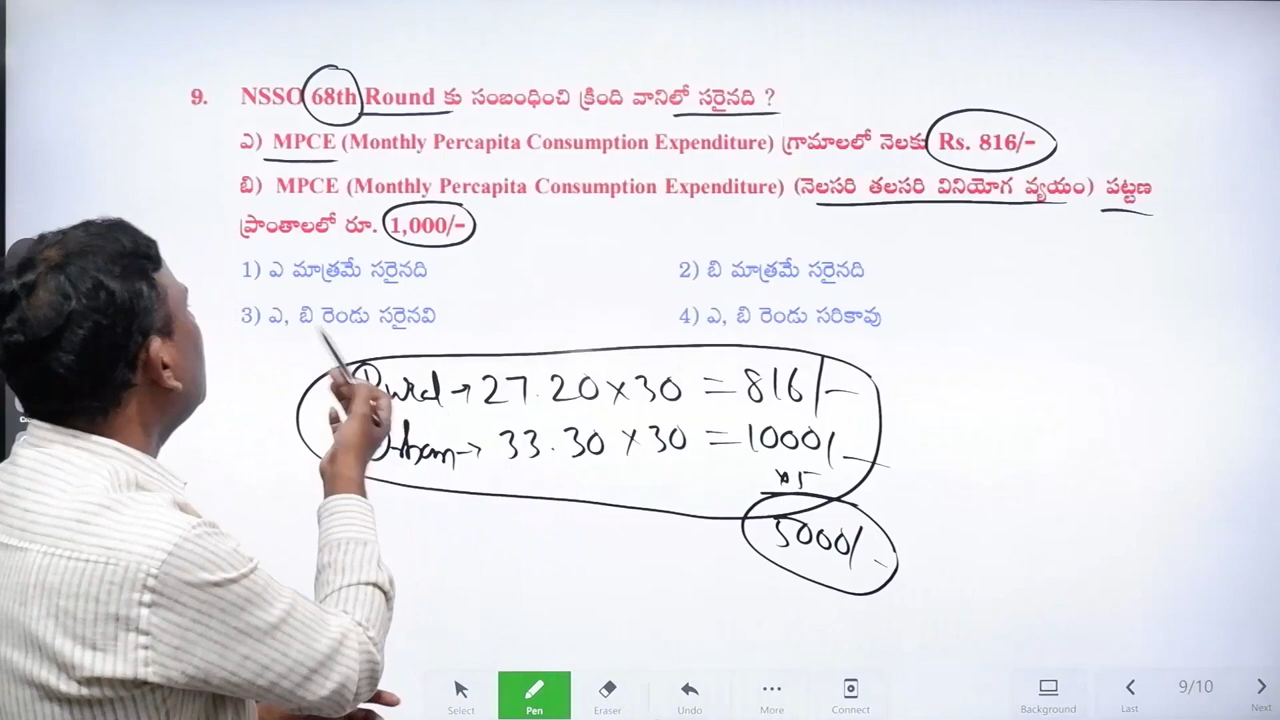 9. NSSO 68th Round కు సంబంధించి క్రింది వానిలో సరైనది ?
ఎ) MPCE (Monthly Percapita Consumption Expenditure) గ్రామాలలో నెలకు Rs. 816/-
బి) MPCE (Monthly Percapita Consumption Expenditure) (నెలసరి తలసరి వినియోగ వ్యయం) పట్టణ
ప్రాంతాలలో రూ. 1,000/-
1) ఎ మాత్రమే సరైనది 2) బి మాత్రమే సరైనది
3) ఎ, బి రెండు సరైనవి 4) ఎ, బి రెండు సరికావు
→ 27.20 × 30 = 816/-
→ 33.30 × 30 = 1000/-
×5
5000/-
Select Pen Eraser Undo More Connect Background Last 9/10 Next